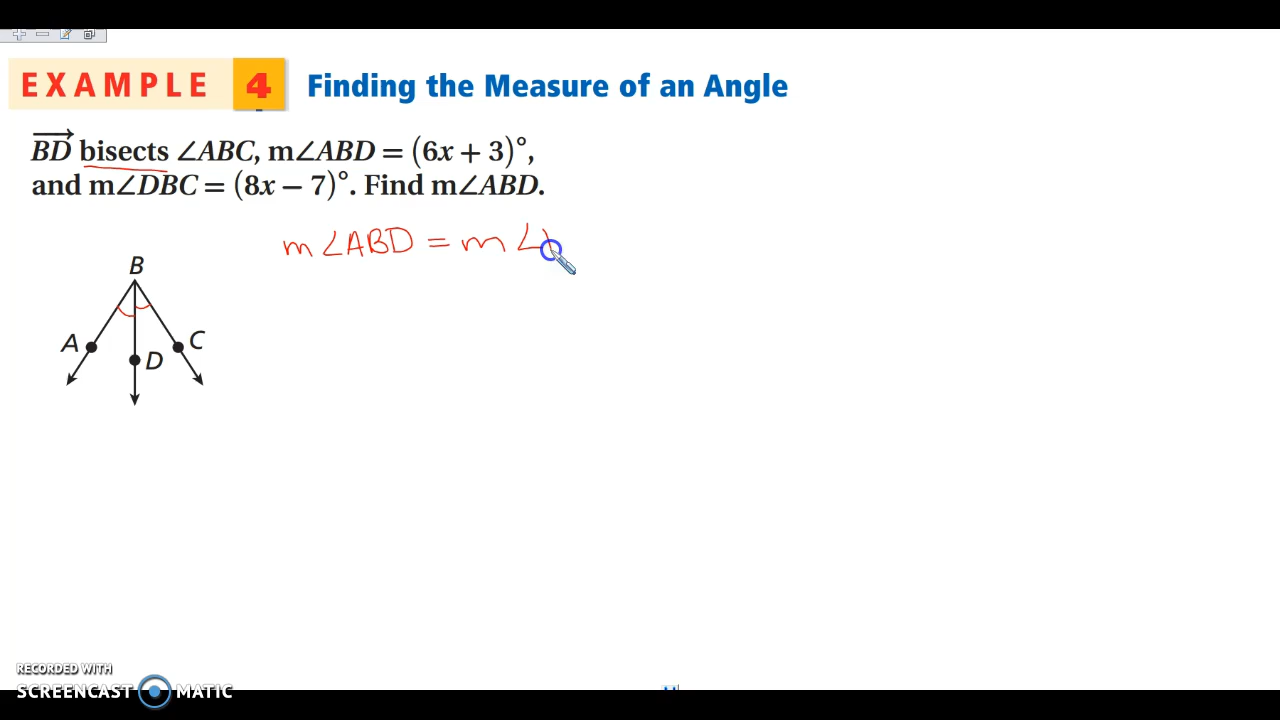 EXAMPLE 4 Finding the Measure of an Angle
BD bisects ∠ABC, m∠ABD = (6x + 3)°,
and m∠DBC = (8x − 7)°. Find m∠ABD.
m∠ABD = m∠
B
A
C
D
RECORDED WITH
SCREENCAST MATIC